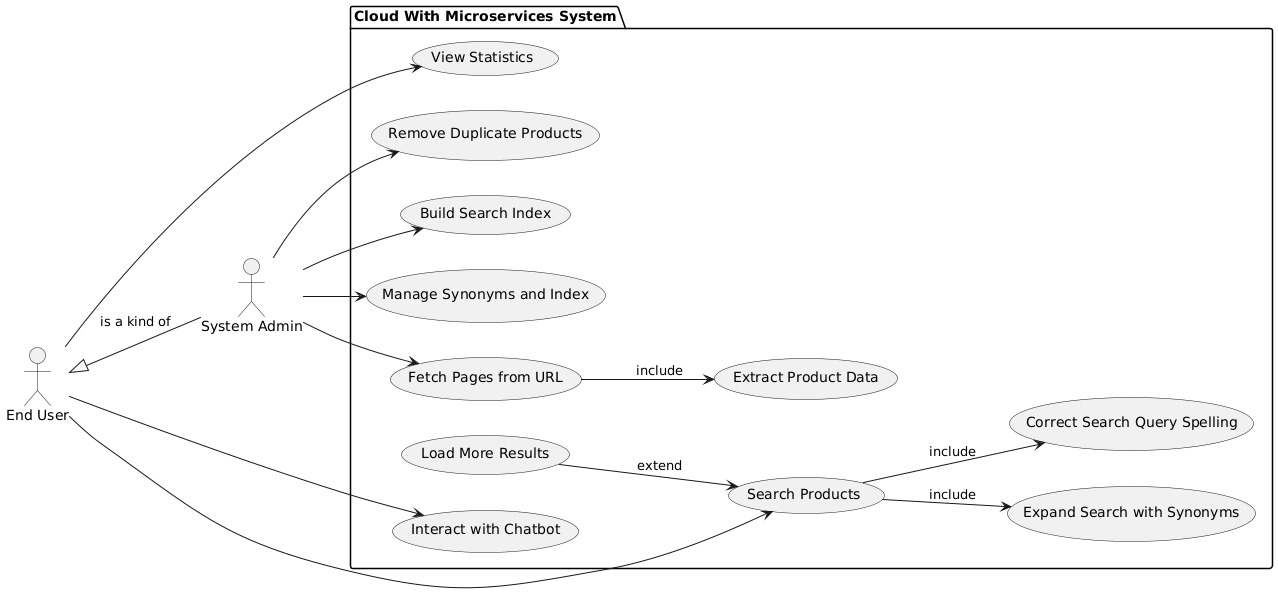 Cloud With Microservices System
View Statistics
Remove Duplicate Products
Build Search Index
Manage Synonyms and Index
is a kind of
System Admin
Fetch Pages from URL
include
Extract Product Data
End User
Load More Results
extend
Search Products
include
Correct Search Query Spelling
include
Expand Search with Synonyms
Interact with Chatbot